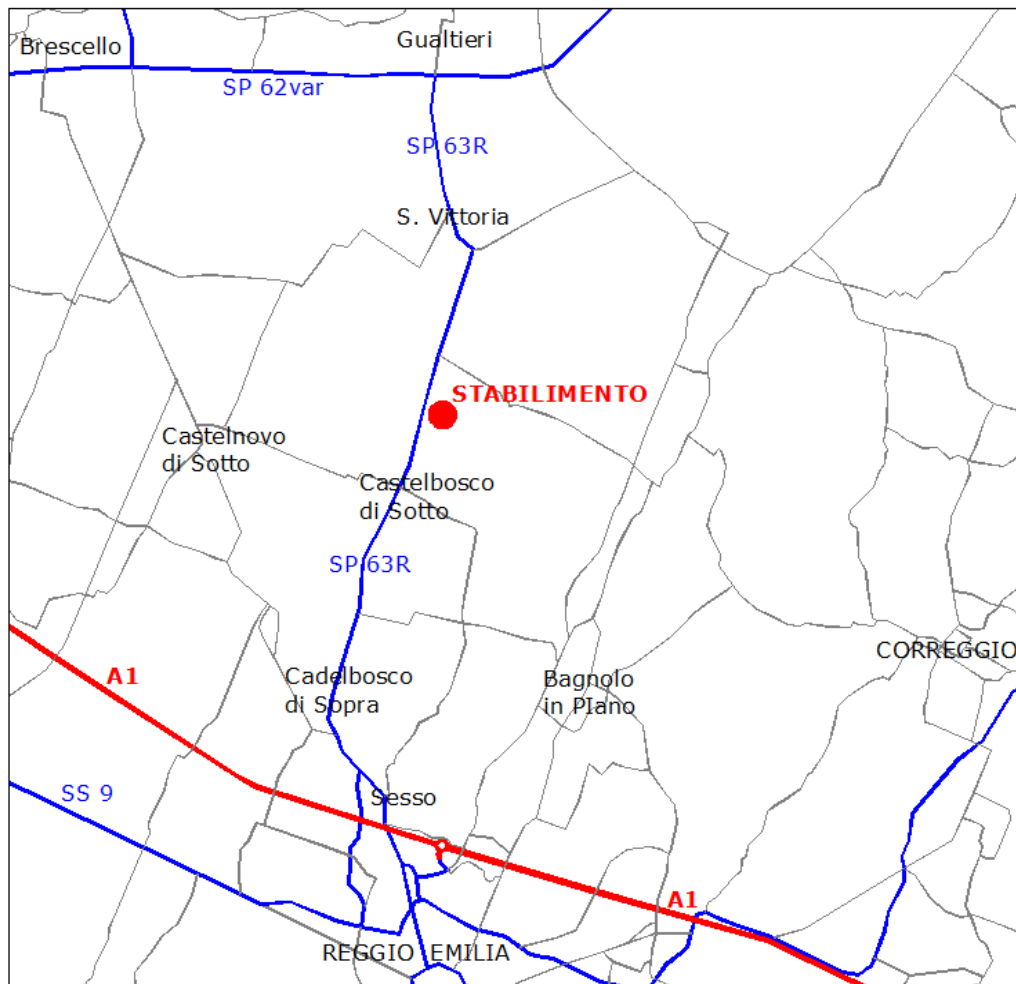 Gualtieri
Brescello
SP 62var
SP 63R
S. Vittoria
STABILIMENTO
Castelnovo
di Sotto
Castelbosco
di Sotto
SP 63R
CORREGGIO
A1
Cadelbosco
di Sopra
Bagnolo
in PIano
SS 9
Sesso
A1
REGGIO EMILIA